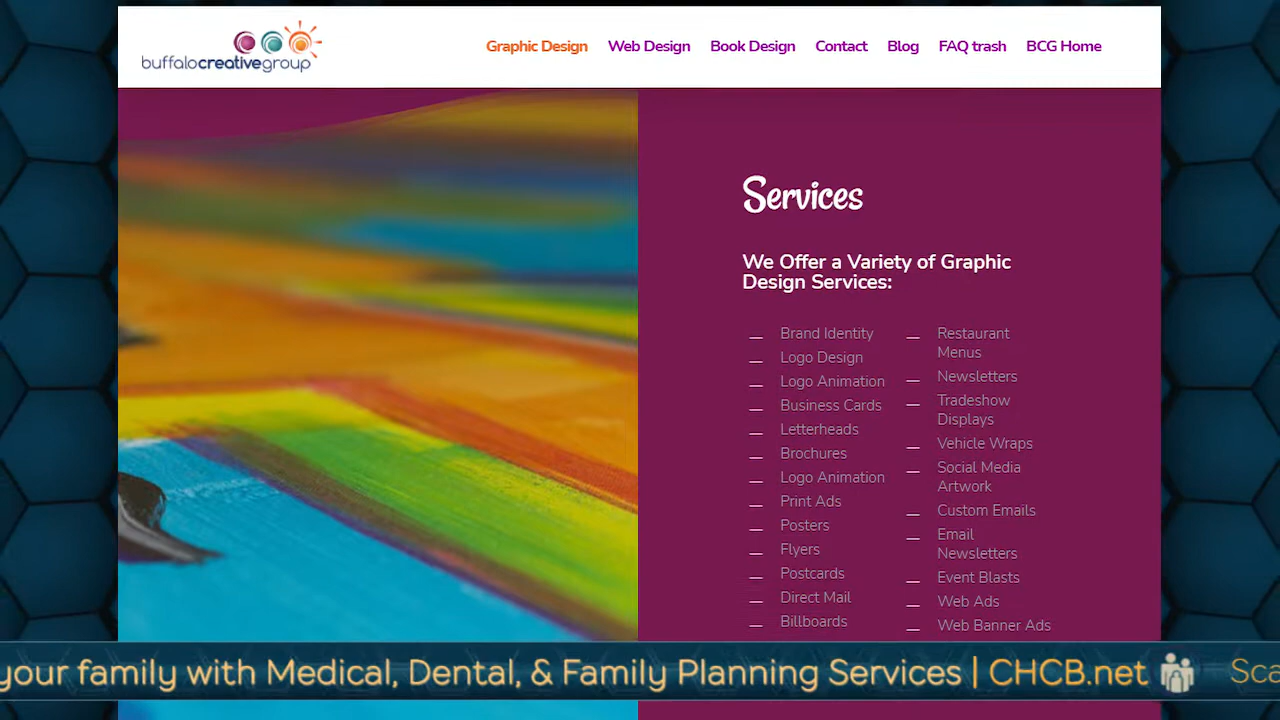 buffalocreativegroup
Graphic Design Web Design Book Design Contact Blog FAQ trash BCG Home
Services
We Offer a Variety of Graphic
Design Services:
Brand Identity
Logo Design
Logo Animation
Business Cards
Letterheads
Brochures
Logo Animation
Print Ads
Posters
Flyers
Postcards
Direct Mail
Billboards
Restaurant
Menus
Newsletters
Tradeshow
Displays
Vehicle Wraps
Social Media
Artwork
Custom Emails
Email
Newsletters
Event Blasts
Web Ads
Web Banner Ads
your family with Medical, Dental, & Family Planning Services | CHCB.net Sca